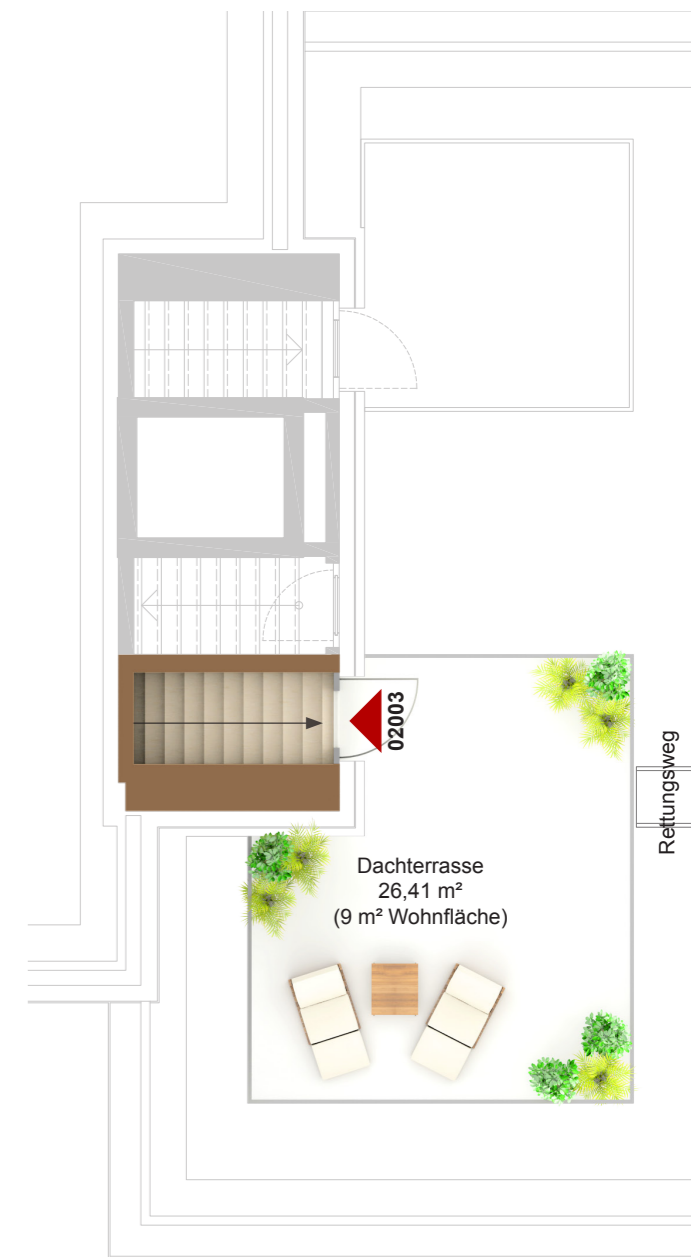 02003
Rettungsweg
Dachterrasse
26,41 m²
(9 m² Wohnfläche)